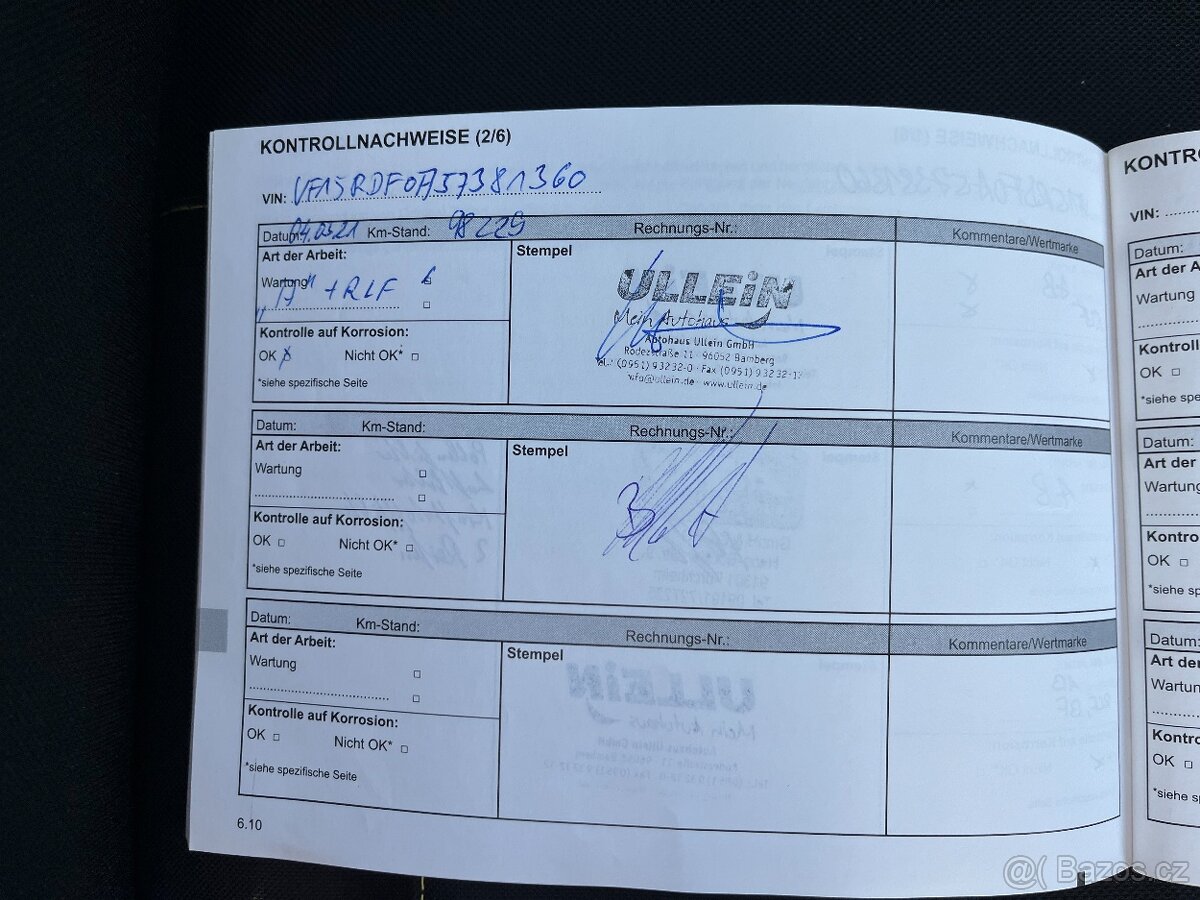 KONTROLLNACHWEISE (2/6)
VIN: VF15RDF0A57381360
Datum: 04.03.21 Km-Stand: 98229 Rechnungs-Nr.: Kommentare/Wertmarke
Art der Arbeit:
Stempel
Wartung
"A" + RLF
Kontrolle auf Korrosion:
OK Nicht OK*
*siehe spezifische Seite
ULLEiN
Mein Autohaus
Autohaus Ullein GmbH
Rodezstraße 11 - 96052 Bamberg
Tel.: (0951) 93232-0 · Fax (0951) 93232-12
info@ullein.de · www.ullein.de
Datum: Km-Stand: Rechnungs-Nr.: Kommentare/Wertmarke
Art der Arbeit:
Stempel
Wartung
Kontrolle auf Korrosion:
OK Nicht OK*
*siehe spezifische Seite
Datum: Km-Stand: Rechnungs-Nr.: Kommentare/Wertmarke
Art der Arbeit:
Stempel
Wartung
Kontrolle auf Korrosion:
OK Nicht OK*
*siehe spezifische Seite
6.10
KONTR
VIN:
Datum:
Art der A
Wartung
Kontroll
OK
*siehe spe
Datum:
Art der
Wartung
Kontro
OK
*siehe sp
Datum:
Art de
Wartun
Kontr
OK
*siehe s
Bazos.cz